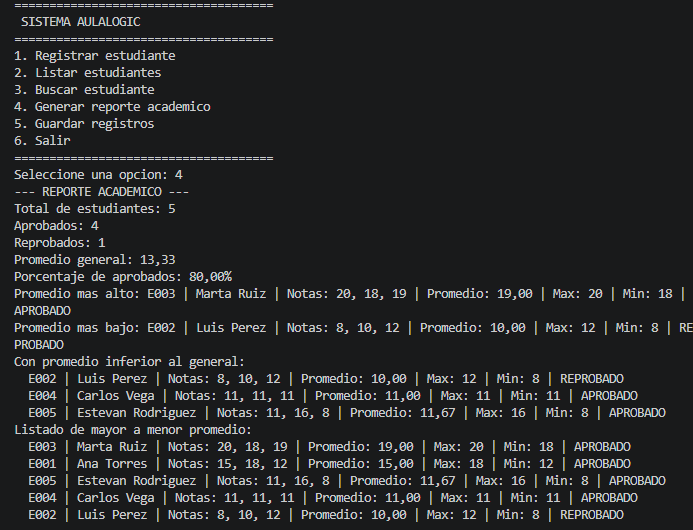 =====================================
 SISTEMA AULALOGIC
=====================================
1. Registrar estudiante
2. Listar estudiantes
3. Buscar estudiante
4. Generar reporte academico
5. Guardar registros
6. Salir
=====================================
Seleccione una opcion: 4
--- REPORTE ACADEMICO ---
Total de estudiantes: 5
Aprobados: 4
Reprobados: 1
Promedio general: 13,33
Porcentaje de aprobados: 80,00%
Promedio mas alto: E003 | Marta Ruiz | Notas: 20, 18, 19 | Promedio: 19,00 | Max: 20 | Min: 18 |
APROBADO
Promedio mas bajo: E002 | Luis Perez | Notas: 8, 10, 12 | Promedio: 10,00 | Max: 12 | Min: 8 | RE
PROBADO
Con promedio inferior al general:
  E002 | Luis Perez | Notas: 8, 10, 12 | Promedio: 10,00 | Max: 12 | Min: 8 | REPROBADO
  E004 | Carlos Vega | Notas: 11, 11, 11 | Promedio: 11,00 | Max: 11 | Min: 11 | APROBADO
  E005 | Estevan Rodriguez | Notas: 11, 16, 8 | Promedio: 11,67 | Max: 16 | Min: 8 | APROBADO
Listado de mayor a menor promedio:
  E003 | Marta Ruiz | Notas: 20, 18, 19 | Promedio: 19,00 | Max: 20 | Min: 18 | APROBADO
  E001 | Ana Torres | Notas: 15, 18, 12 | Promedio: 15,00 | Max: 18 | Min: 12 | APROBADO
  E005 | Estevan Rodriguez | Notas: 11, 16, 8 | Promedio: 11,67 | Max: 16 | Min: 8 | APROBADO
  E004 | Carlos Vega | Notas: 11, 11, 11 | Promedio: 11,00 | Max: 11 | Min: 11 | APROBADO
  E002 | Luis Perez | Notas: 8, 10, 12 | Promedio: 10,00 | Max: 12 | Min: 8 | REPROBADO